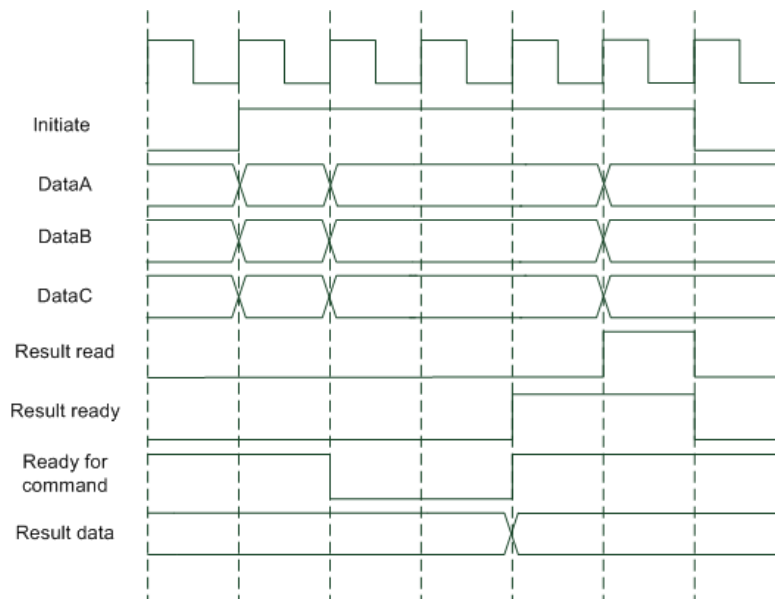 Initiate
DataA
DataB
DataC
Result read
Result ready
Ready for
command
Result data